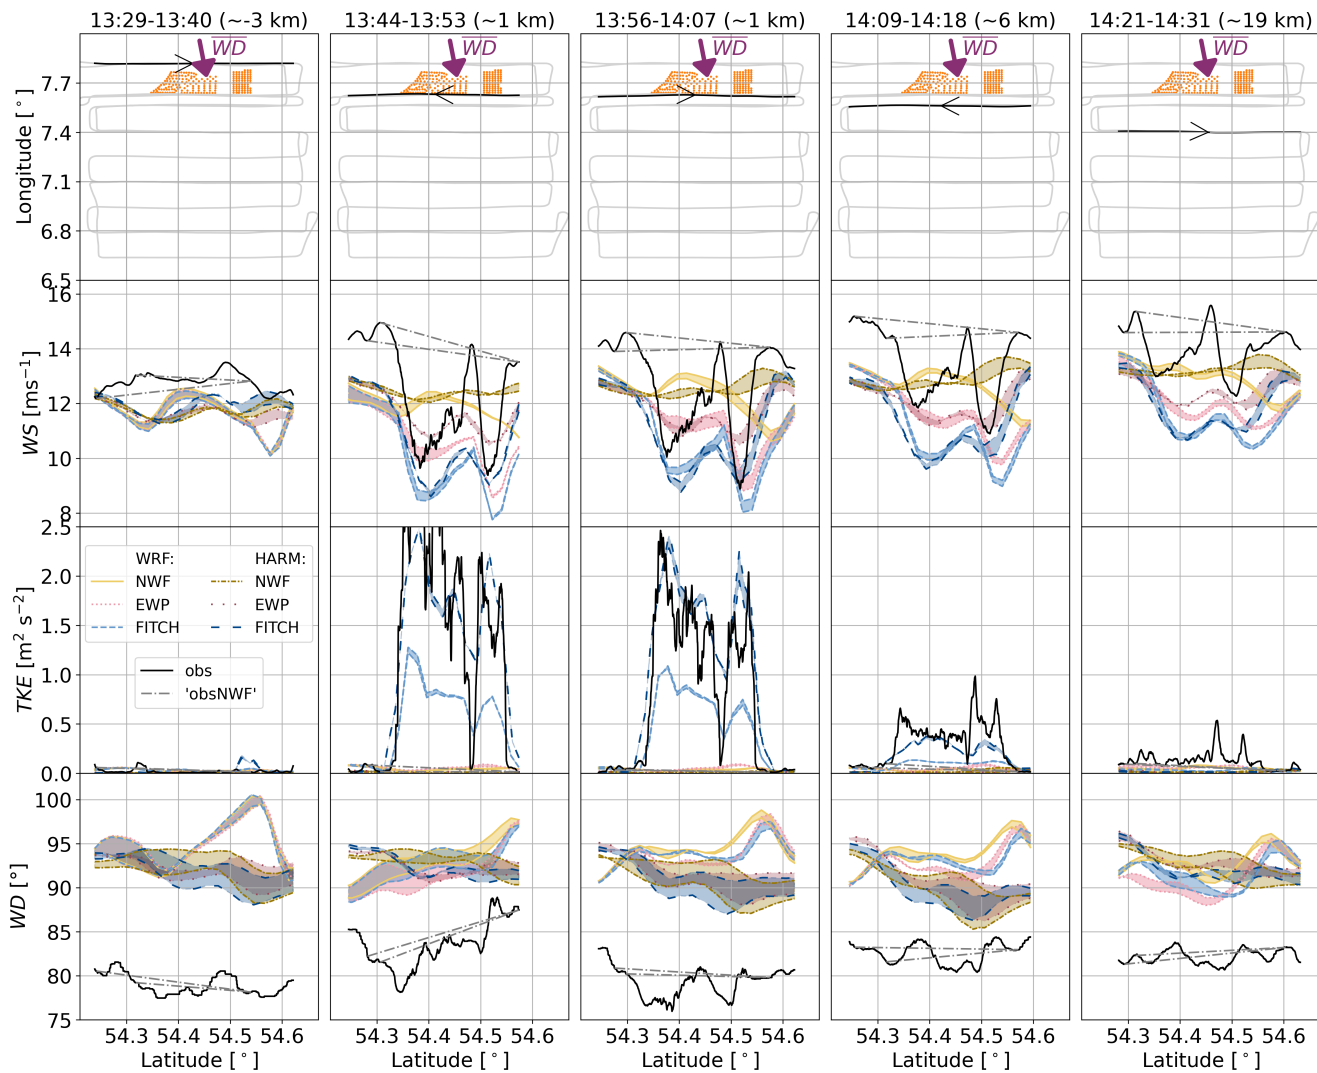 13:29-13:40 (~-3 km)
13:44-13:53 (~1 km)
13:56-14:07 (~1 km)
14:09-14:18 (~6 km)
14:21-14:31 (~19 km)
WD
WD
WD
WD
WD
Longitude [°]
7.7
7.4
7.1
6.8
6.5
WS [ms⁻¹]
16
14
12
10
8
TKE [m² s⁻²]
2.5
2.0
1.5
1.0
0.5
0.0
WRF:
HARM:
NWF
NWF
EWP
EWP
FITCH
FITCH
obs
'obsNWF'
WD [°]
100
95
90
85
80
75
54.3 54.4 54.5 54.6
54.3 54.4 54.5 54.6
54.3 54.4 54.5 54.6
54.3 54.4 54.5 54.6
54.3 54.4 54.5 54.6
Latitude [°]
Latitude [°]
Latitude [°]
Latitude [°]
Latitude [°]